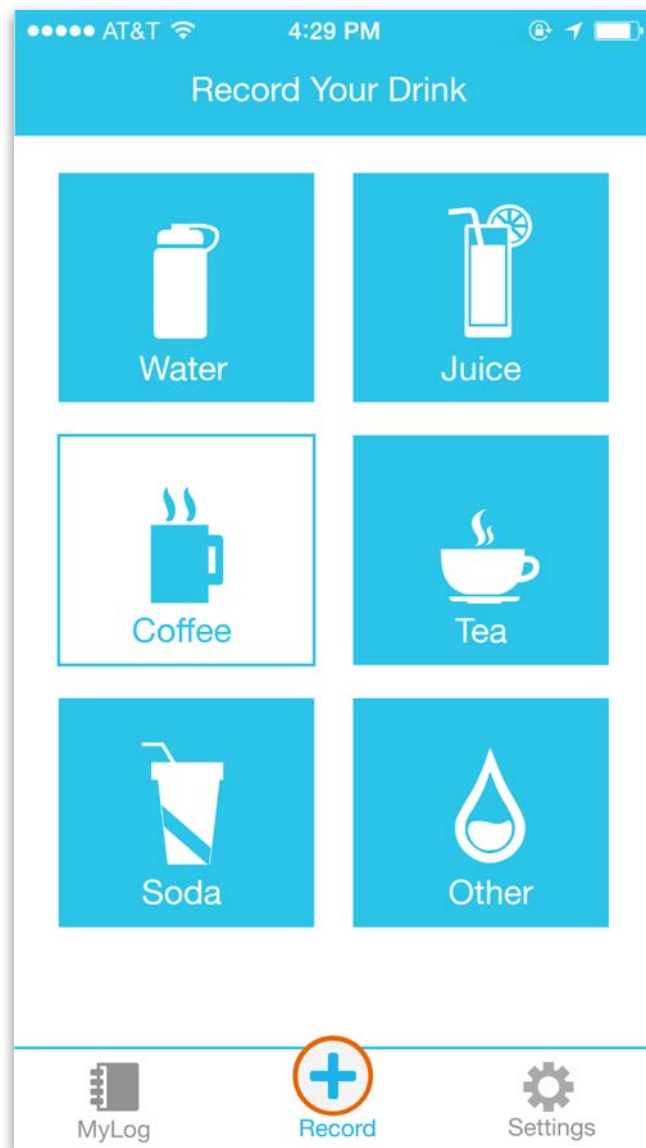 AT&T 4:29 PM
Record Your Drink
Water Juice
Coffee Tea
Soda Other
MyLog Record Settings